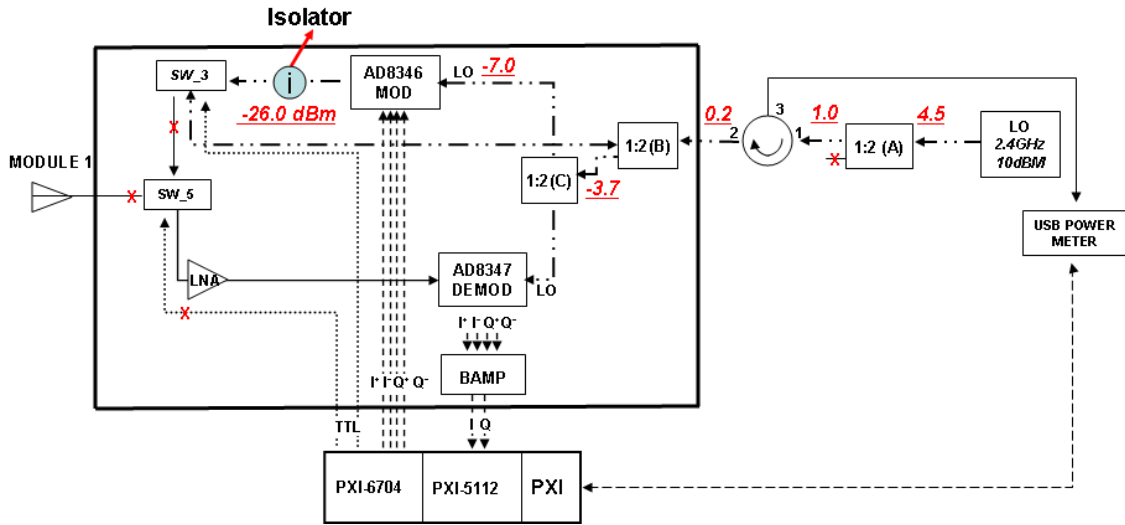 Isolator
SW_3
i
AD8346
MOD
LO
-7.0
-26.0 dBm
0.2
3
2
1
1.0
4.5
LO
2.4GHz
10dBM
1:2 (B)
1:2 (A)
X
X
MODULE 1
X
SW_5
1:2 (C)
-3.7
USB POWER
METER
LNA
AD8347
DEMOD
LO
X
I+ I- Q+ Q-
BAMP
I+ I- Q+ Q-
I Q
TTL
PXI-6704
PXI-5112
PXI